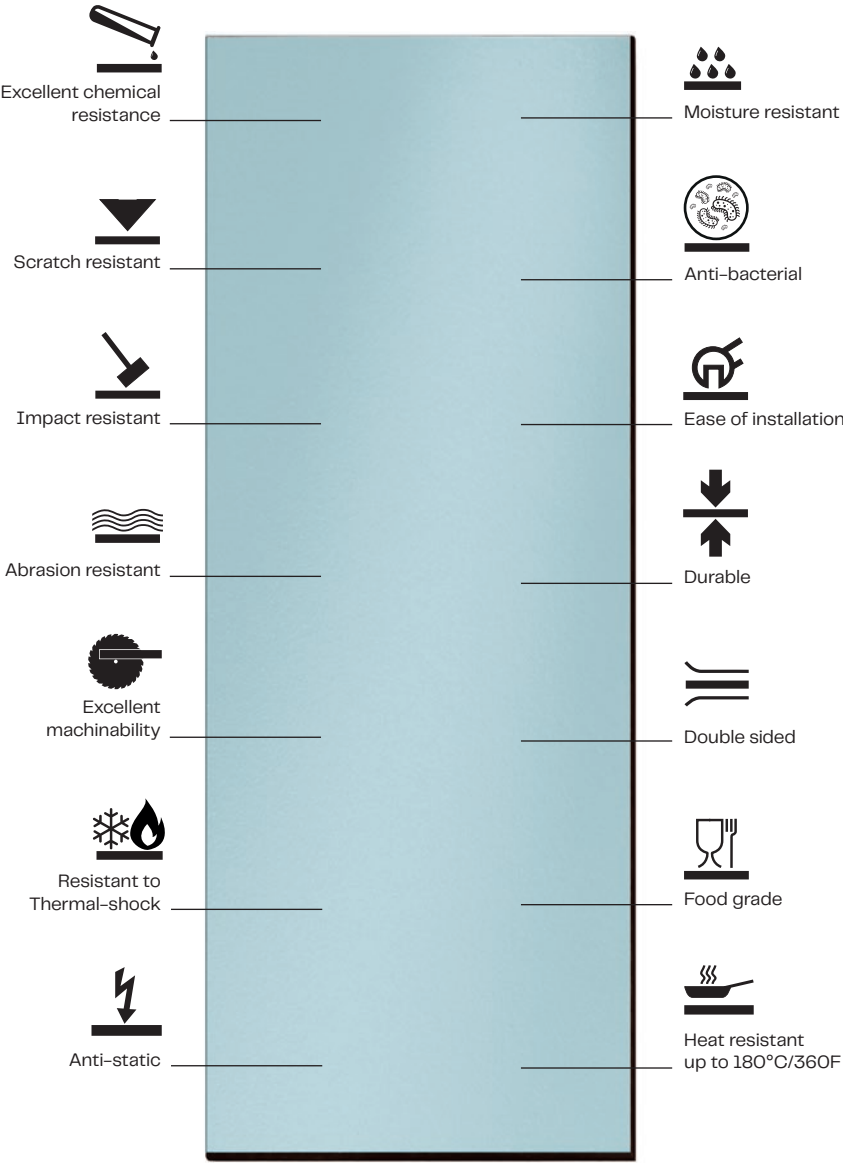 Excellent chemical
resistance
Scratch resistant
Impact resistant
Abrasion resistant
Excellent
machinability
Resistant to
Thermal-shock
Anti-static
Moisture resistant
Anti-bacterial
Ease of installation
Durable
Double sided
Food grade
Heat resistant
up to 180°C/360F